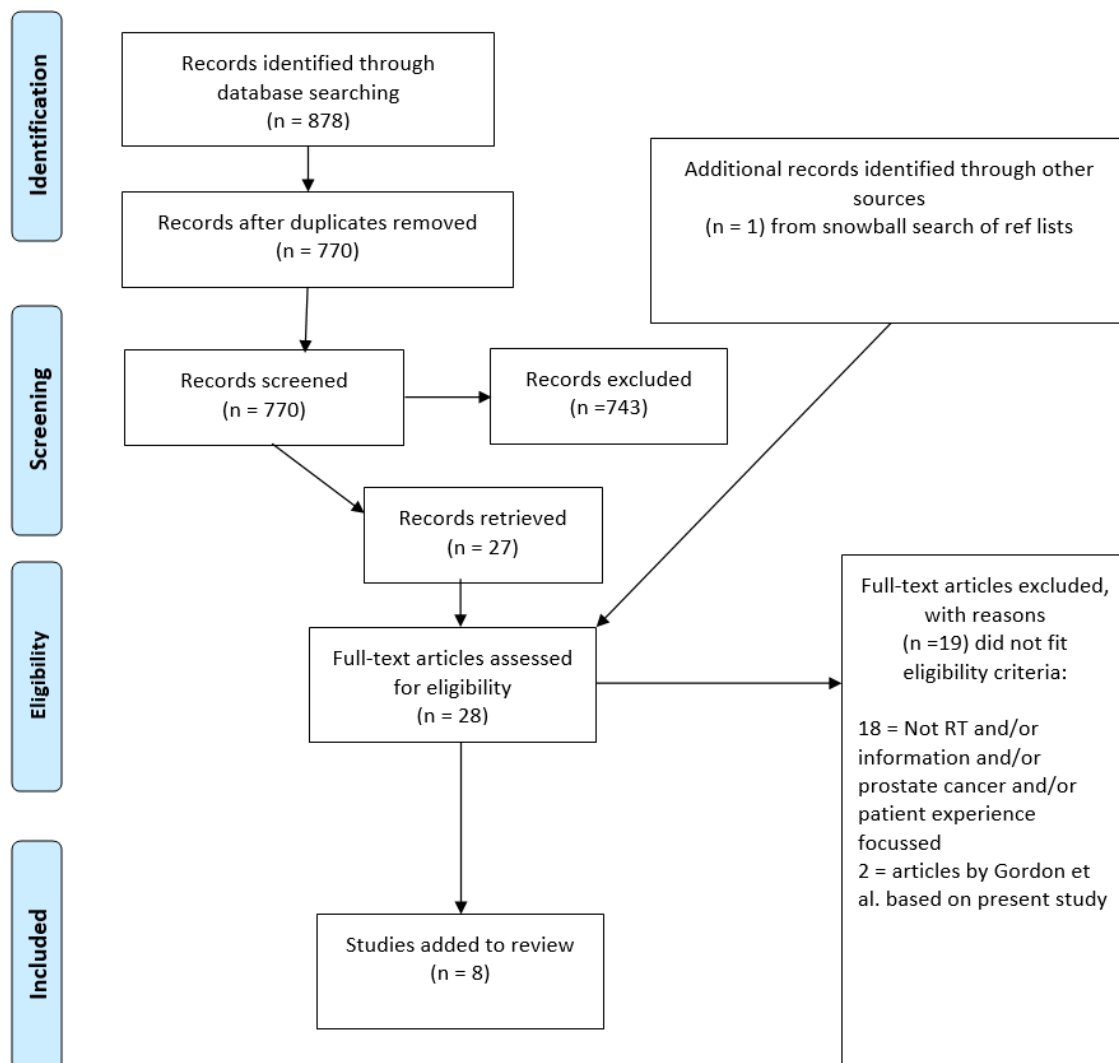 Identification
Records identified through
database searching
(n = 878)
Records after duplicates removed
(n = 770)
Additional records identified through other
sources
(n = 1) from snowball search of ref lists
Screening
Records screened
(n = 770)
Records excluded
(n =743)
Records retrieved
(n = 27)
Eligibility
Full-text articles assessed
for eligibility
(n = 28)
Full-text articles excluded,
with reasons
(n =19) did not fit
eligibility criteria:
18 = Not RT and/or
information and/or
prostate cancer and/or
patient experience
focussed
2 = articles by Gordon et
al. based on present study
Included
Studies added to review
(n = 8)